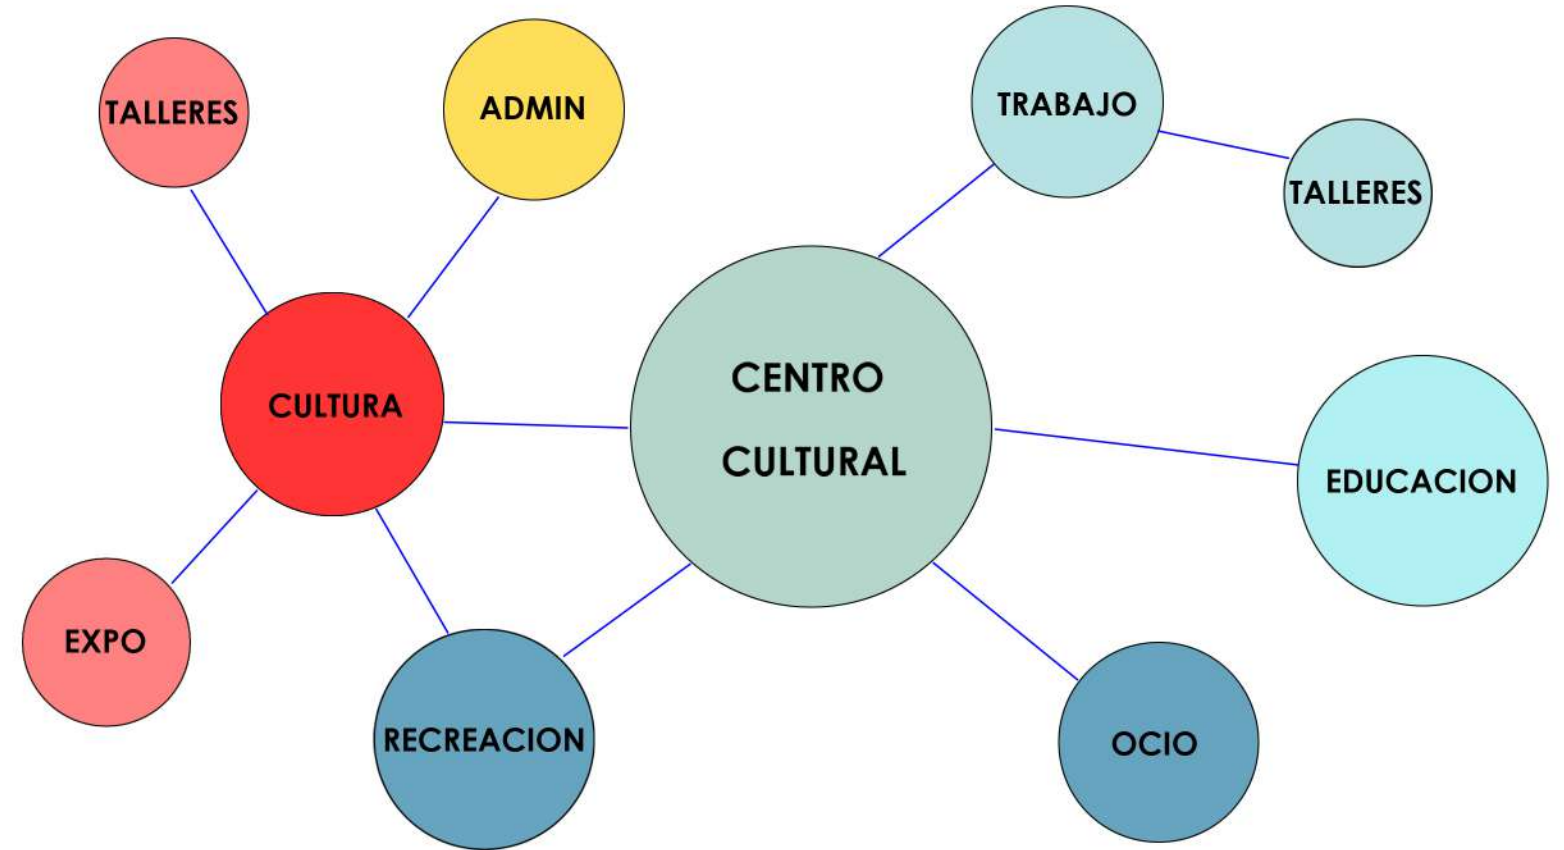 TALLERES
ADMIN
TRABAJO
TALLERES
CENTRO
CULTURAL
CULTURA
EDUCACION
EXPO
RECREACION
OCIO